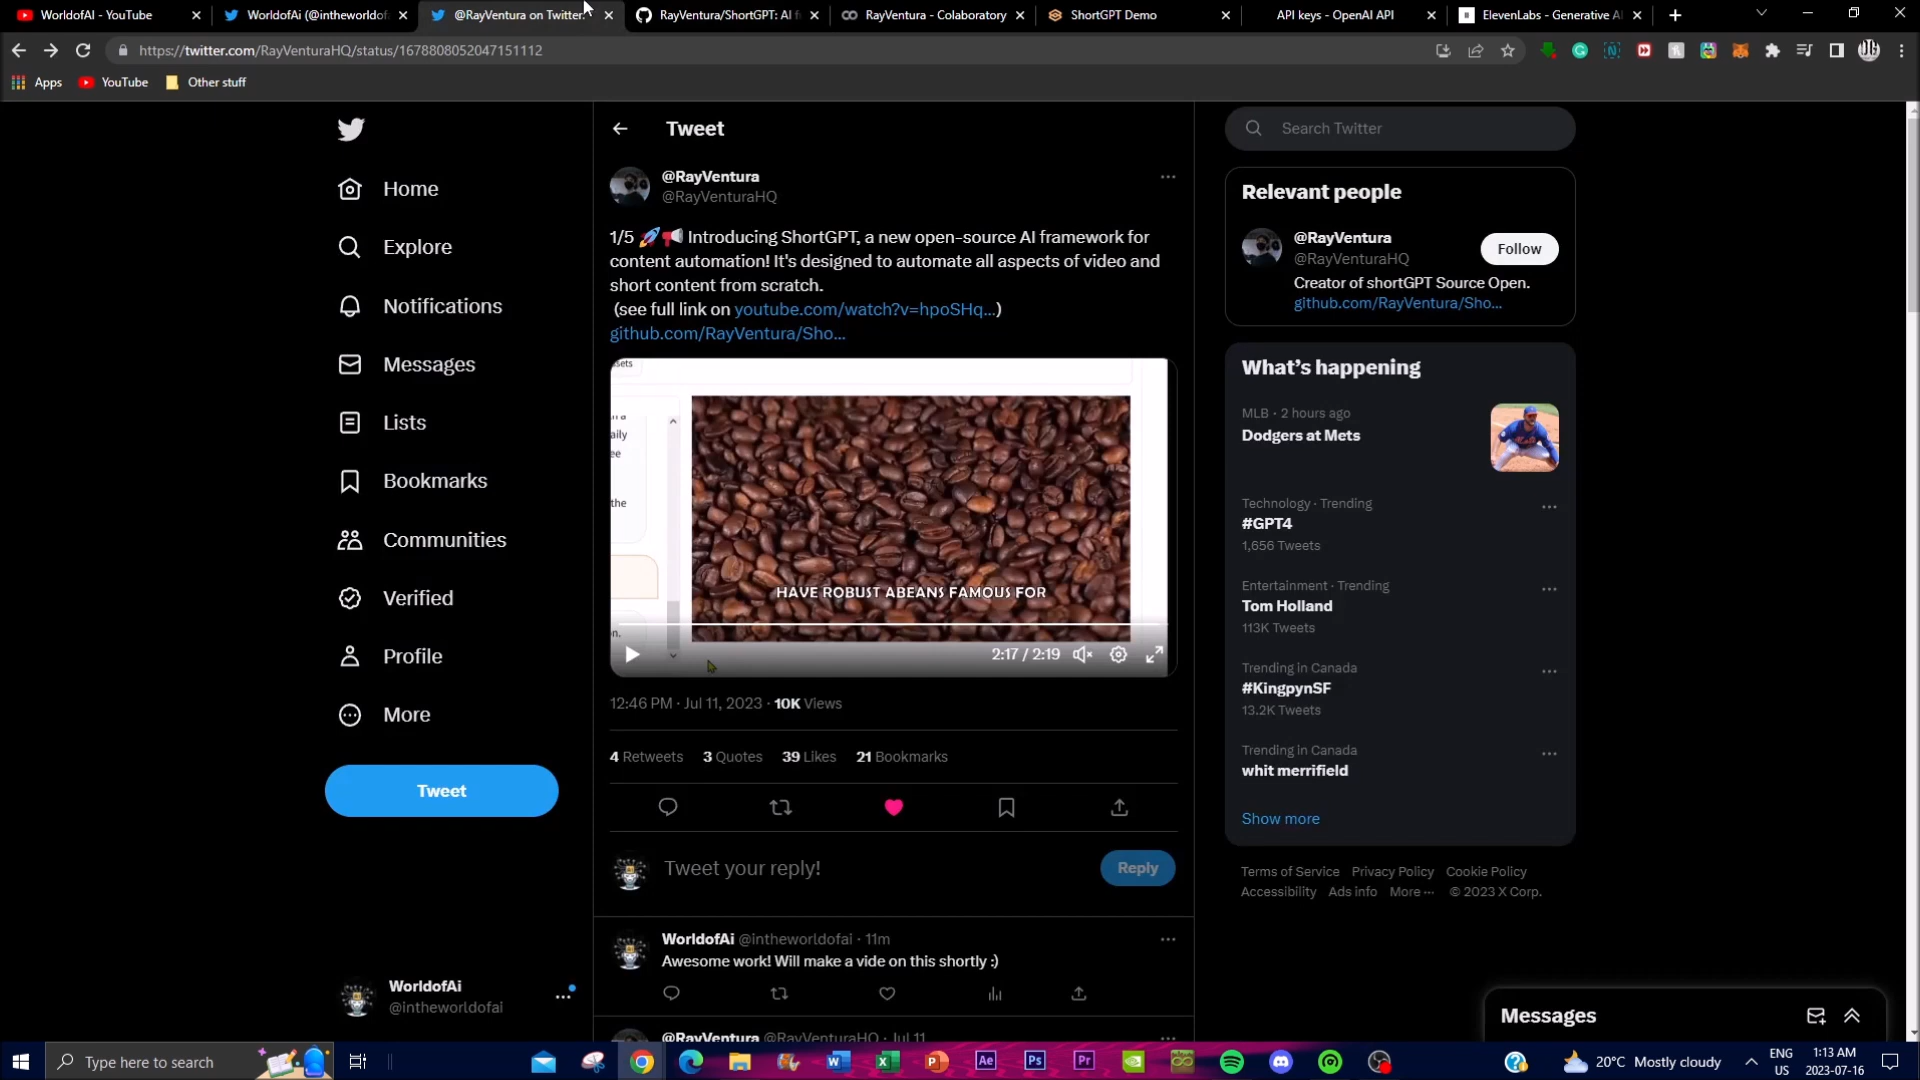 WorldofAI - YouTube
WorldofAi (@intheworldof
@RayVentura on Twitter:
RayVentura/ShortGPT: AI f
RayVentura - Colaboratory
ShortGPT Demo
API keys - OpenAI API
ElevenLabs - Generative AI
https://twitter.com/RayVenturaHQ/status/1678808052047151112
Apps
YouTube
Other stuff
Home
Explore
Notifications
Messages
Lists
Bookmarks
Communities
Verified
Profile
More
Tweet
WorldofAi
@intheworldofai
Tweet
@RayVentura
@RayVenturaHQ
1/5 🚀📢 Introducing ShortGPT, a new open-source AI framework for
content automation! It's designed to automate all aspects of video and
short content from scratch.
(see full link on youtube.com/watch?v=hpoSHq...)
github.com/RayVentura/Sho...
ssets
aily
ee
the
n.
HAVE ROBUST ABEANS FAMOUS FOR
2:17 / 2:19
12:46 PM · Jul 11, 2023 · 10K Views
4 Retweets 3 Quotes 39 Likes 21 Bookmarks
Tweet your reply!
Reply
WorldofAi @intheworldofai · 11m
Awesome work! Will make a vide on this shortly :)
@RayVentura @RayVenturaHQ · Jul 11
Search Twitter
Relevant people
@RayVentura
@RayVenturaHQ
Follow
Creator of shortGPT Source Open.
github.com/RayVentura/Sho...
What's happening
MLB · 2 hours ago
Dodgers at Mets
Technology · Trending
#GPT4
1,656 Tweets
Entertainment · Trending
Tom Holland
113K Tweets
Trending in Canada
#KingpynSF
13.2K Tweets
Trending in Canada
whit merrifield
Show more
Terms of Service Privacy Policy Cookie Policy
Accessibility Ads info More ··· © 2023 X Corp.
Messages
Type here to search
20°C Mostly cloudy
ENG
US
1:13 AM
2023-07-16